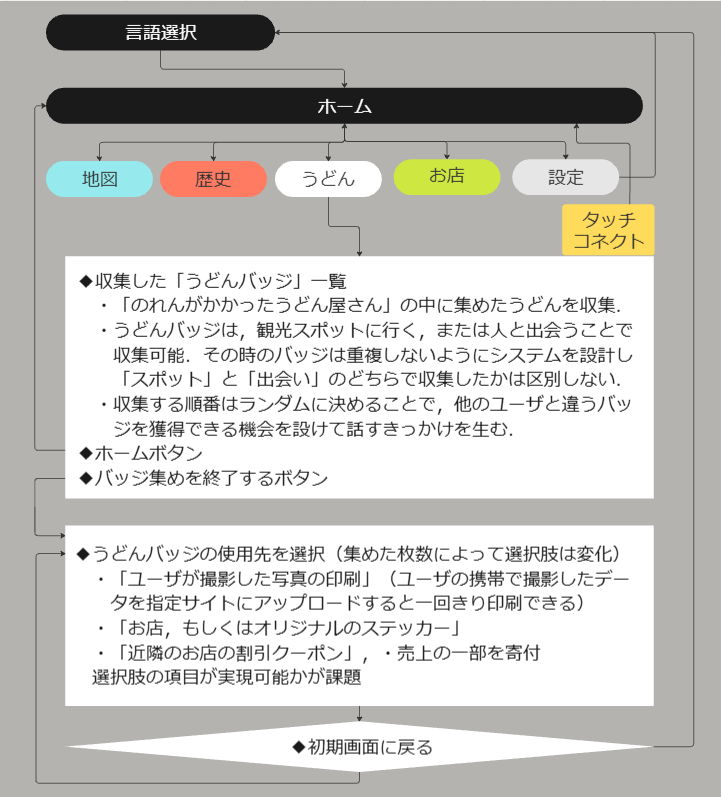 言語選択
ホーム
地図
歴史
うどん
お店
設定
タッチ
コネクト
◆収集した「うどんバッジ」一覧
・「のれんがかかったうどん屋さん」の中に集めたうどんを収集．
・うどんバッジは，観光スポットに行く，または人と出会うことで
収集可能．その時のバッジは重複しないようにシステムを設計し
「スポット」と「出会い」のどちらで収集したかは区別しない．
・収集する順番はランダムに決めることで，他のユーザと違うバッ
ジを獲得できる機会を設けて話すきっかけを生む．
◆ホームボタン
◆バッジ集めを終了するボタン
◆うどんバッジの使用先を選択（集めた枚数によって選択肢は変化）
・「ユーザが撮影した写真の印刷」（ユーザの携帯で撮影したデー
タを指定サイトにアップロードすると一回きり印刷できる）
・「お店，もしくはオリジナルのステッカー」
・「近隣のお店の割引クーポン」，・売上の一部を寄付
選択肢の項目が実現可能かが課題
◆初期画面に戻る